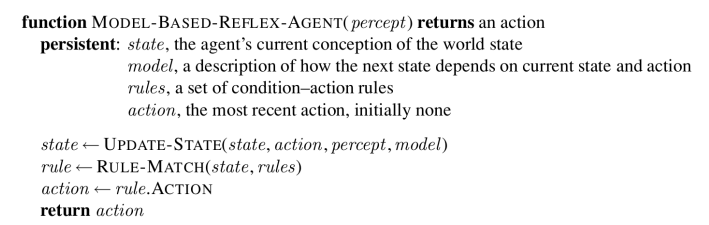 function MODEL-BASED-REFLEX-AGENT(percept) returns an action
persistent: state, the agent's current conception of the world state
model, a description of how the next state depends on current state and action
rules, a set of condition–action rules
action, the most recent action, initially none
state ← UPDATE-STATE(state, action, percept, model)
rule ← RULE-MATCH(state, rules)
action ← rule.ACTION
return action